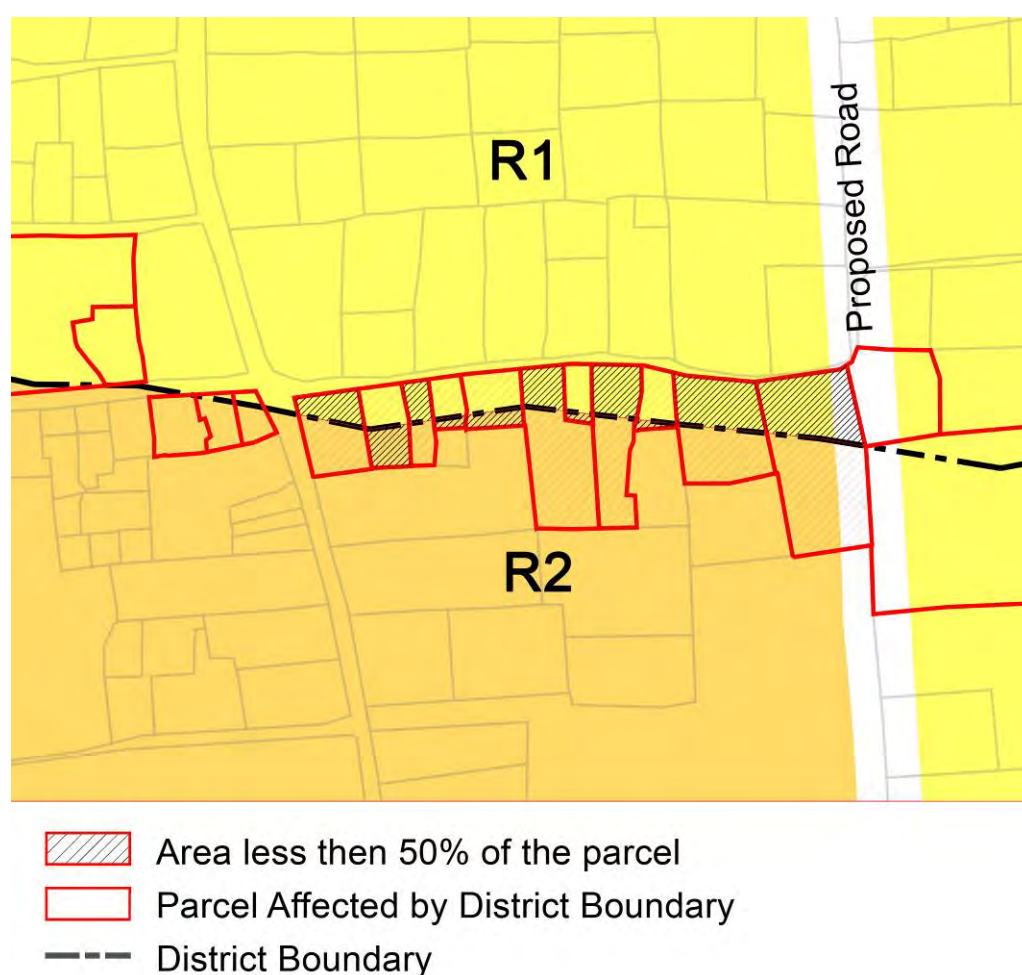 R1
Proposed Road
R2
Area less then 50% of the parcel
Parcel Affected by District Boundary
District Boundary